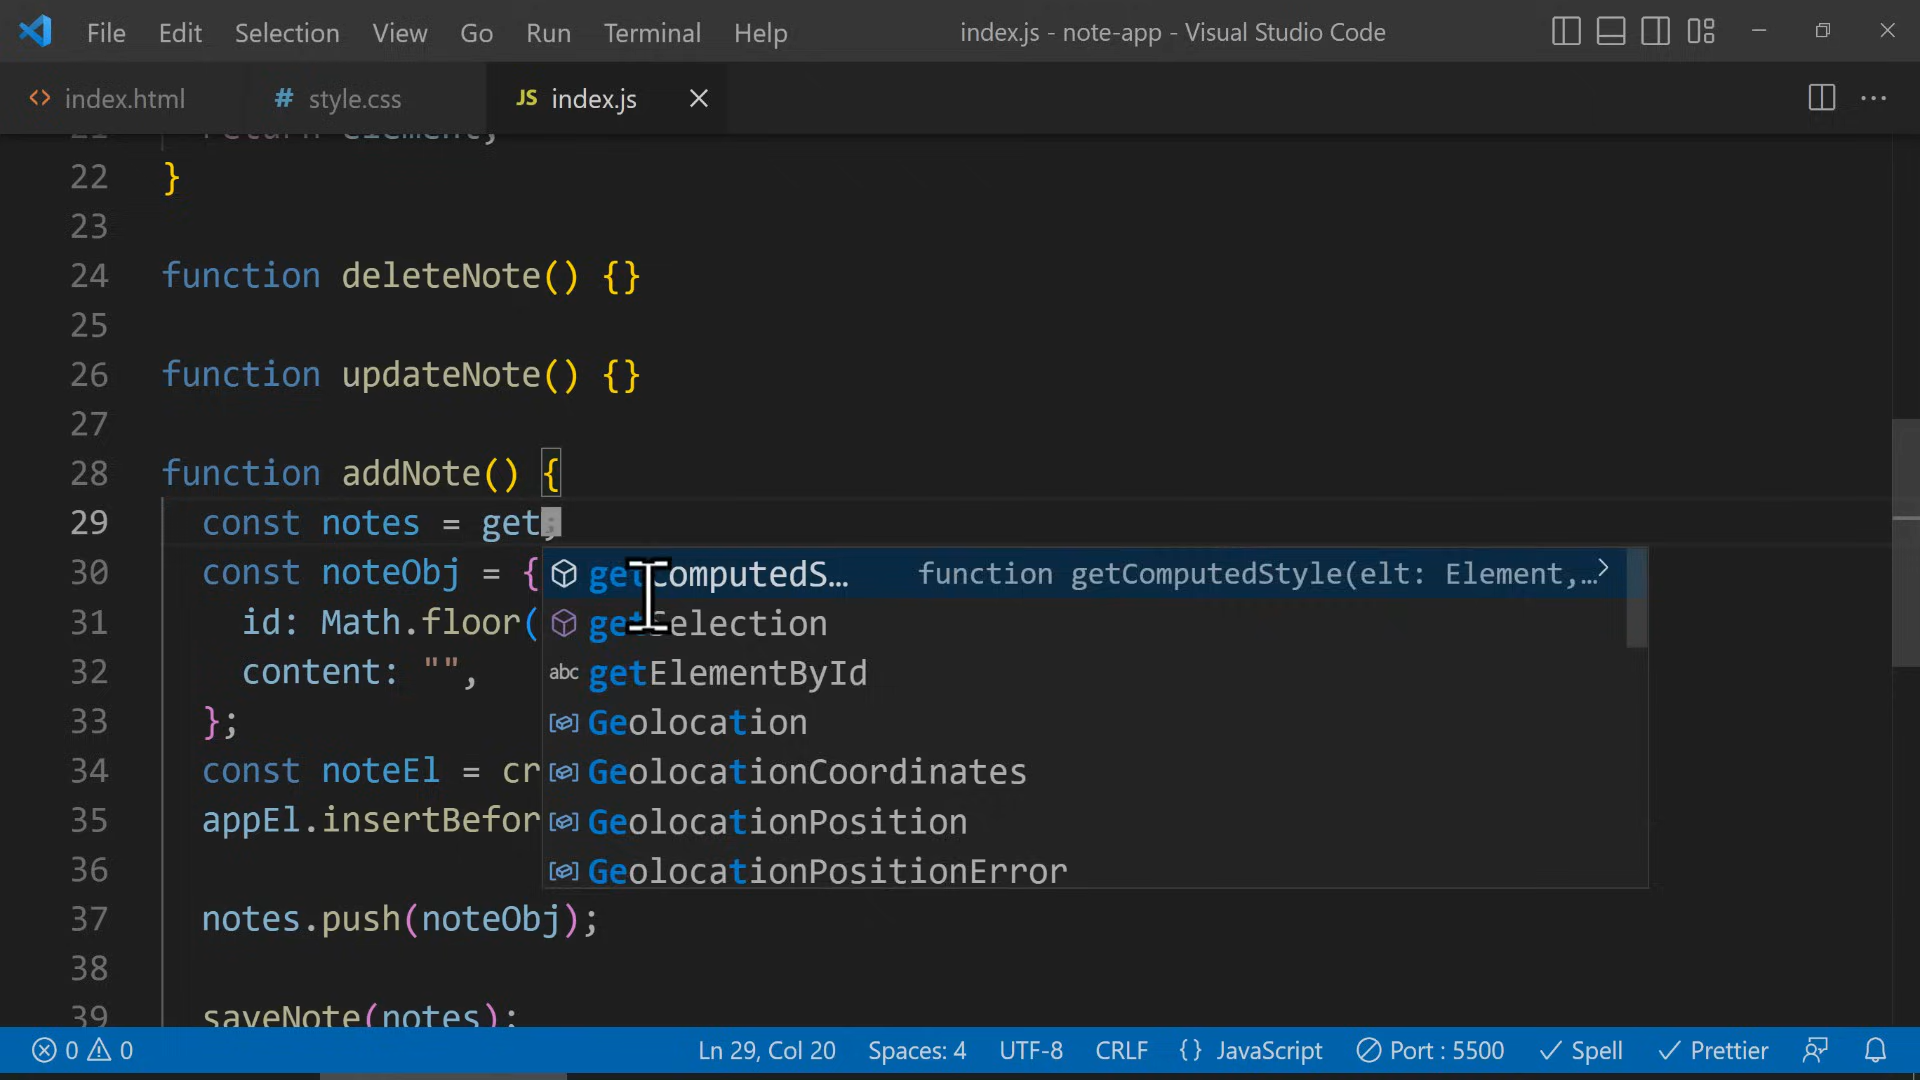 File Edit Selection View Go Run Terminal Help index.js - note-app - Visual Studio Code
<> index.html # style.css JS index.js
21 return element;
22 }
23
24 function deleteNote() {}
25
26 function updateNote() {}
27
28 function addNote() {
29 const notes = get;
30 const noteObj = {
31 id: Math.floor(
32 content: "",
33 };
34 const noteEl = cr
35 appEl.insertBefor
36
37 notes.push(noteObj);
38
39 saveNote(notes);
getComputedS… function getComputedStyle(elt: Element,…
getSelection
abc getElementById
Geolocation
GeolocationCoordinates
GeolocationPosition
GeolocationPositionError
0 0 Ln 29, Col 20 Spaces: 4 UTF-8 CRLF {} JavaScript Port : 5500 Spell Prettier